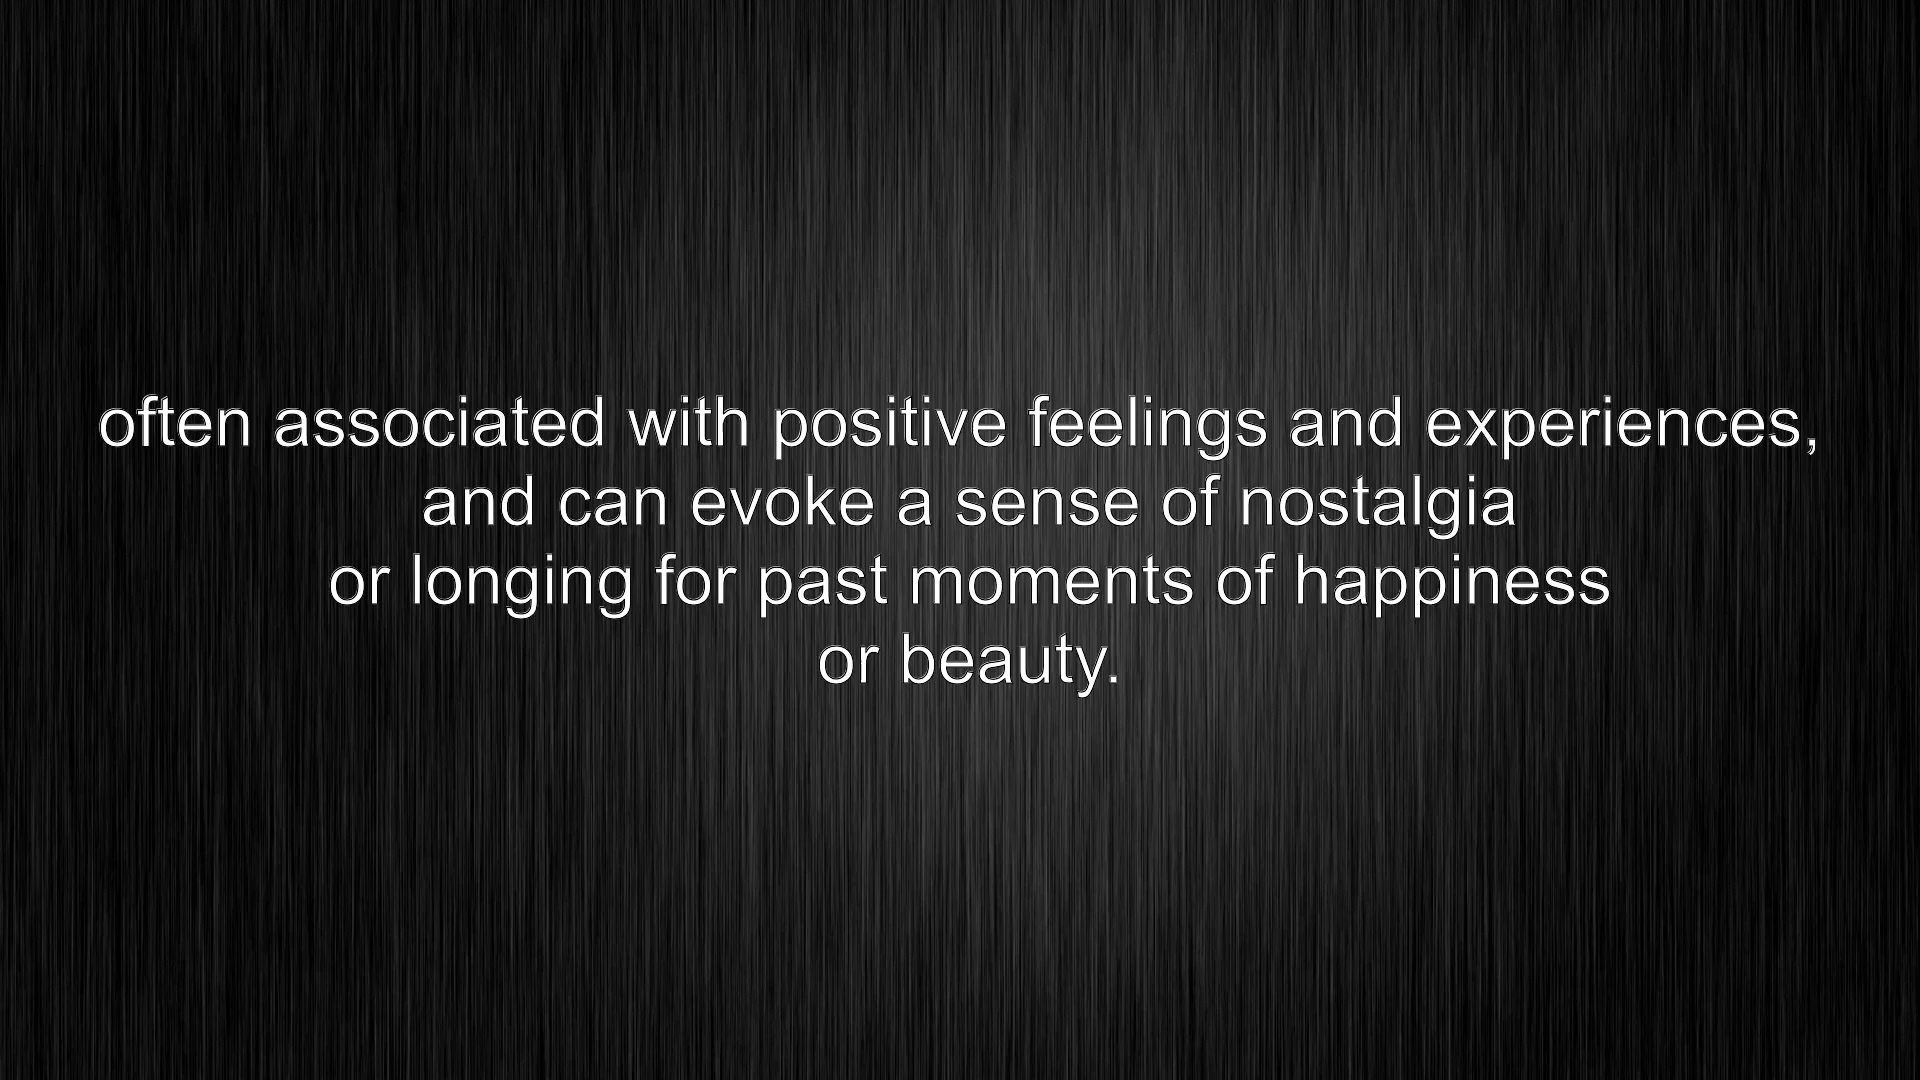 often associated with positive feelings and experiences,
and can evoke a sense of nostalgia
or longing for past moments of happiness
or beauty.